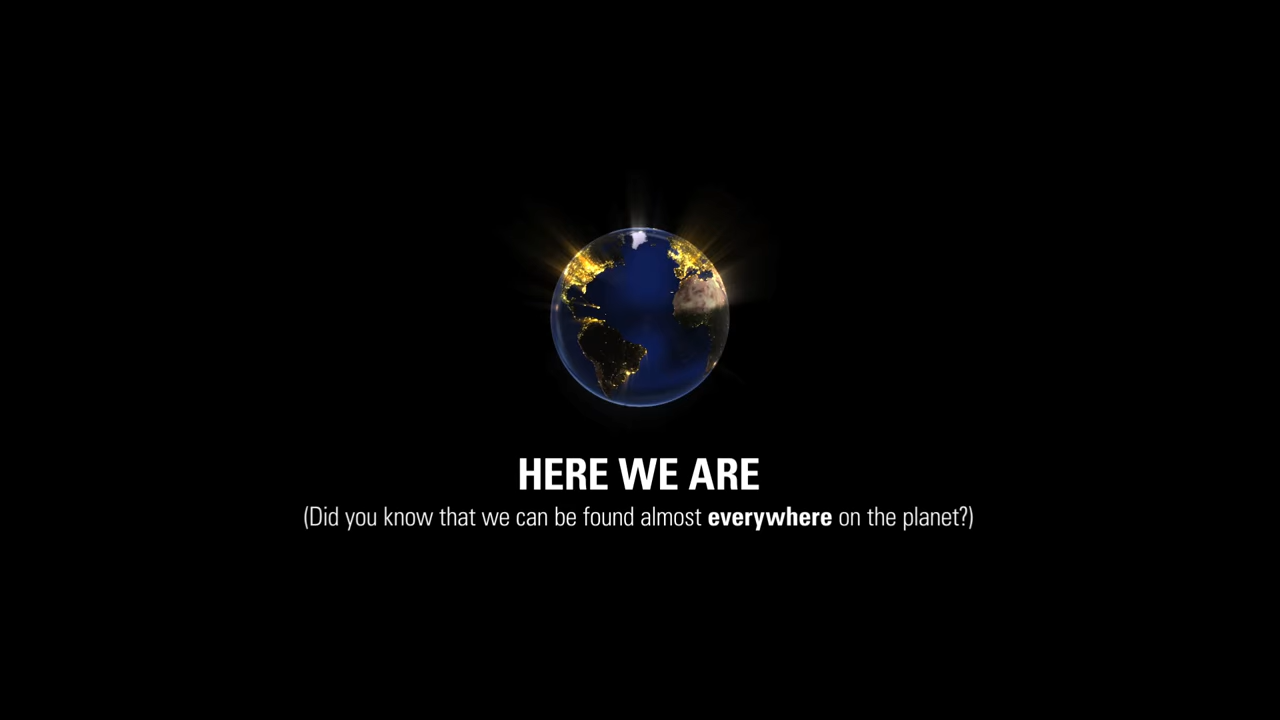 HERE WE ARE
(Did you know that we can be found almost everywhere on the planet?)